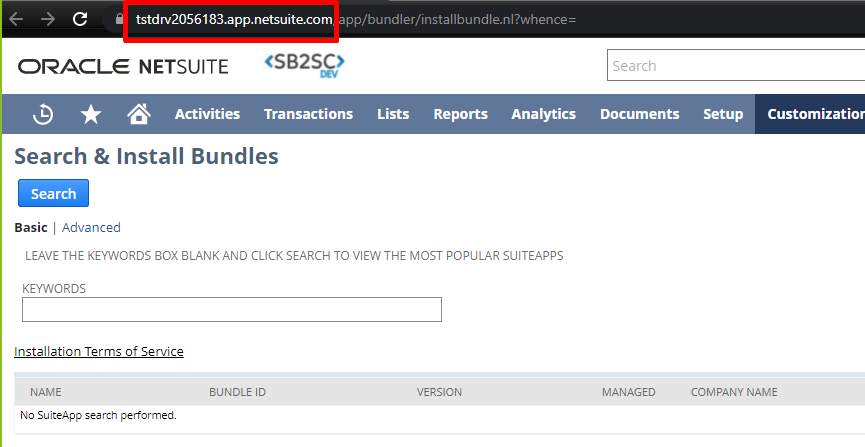 tstdrv2056183.app.netsuite.com/app/bundler/installbundle.nl?whence=
ORACLE NETSUITE <SB2SC> DEV Search
Activities Transactions Lists Reports Analytics Documents Setup Customization
Search & Install Bundles
Search
Basic | Advanced
LEAVE THE KEYWORDS BOX BLANK AND CLICK SEARCH TO VIEW THE MOST POPULAR SUITEAPPS
KEYWORDS
Installation Terms of Service
NAME BUNDLE ID VERSION MANAGED COMPANY NAME
No SuiteApp search performed.